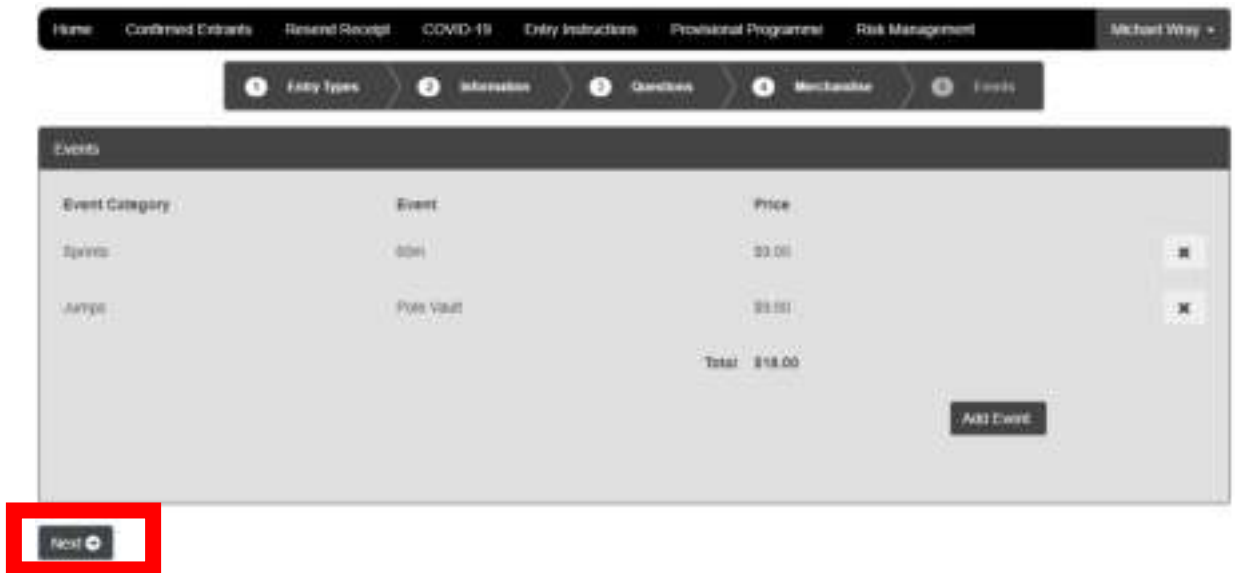 Home Confirmed Entrants Resend Receipt COVID-19 Entry Instructions Provisional Programme Risk Management Michael Wray
1 Entry Types 2 Information 3 Questions 4 Merchandise Events
Events
Event Category Event Price
Sprints $9.00
Jumps Pole Vault $9.00
Total $18.00
Add Event
Next